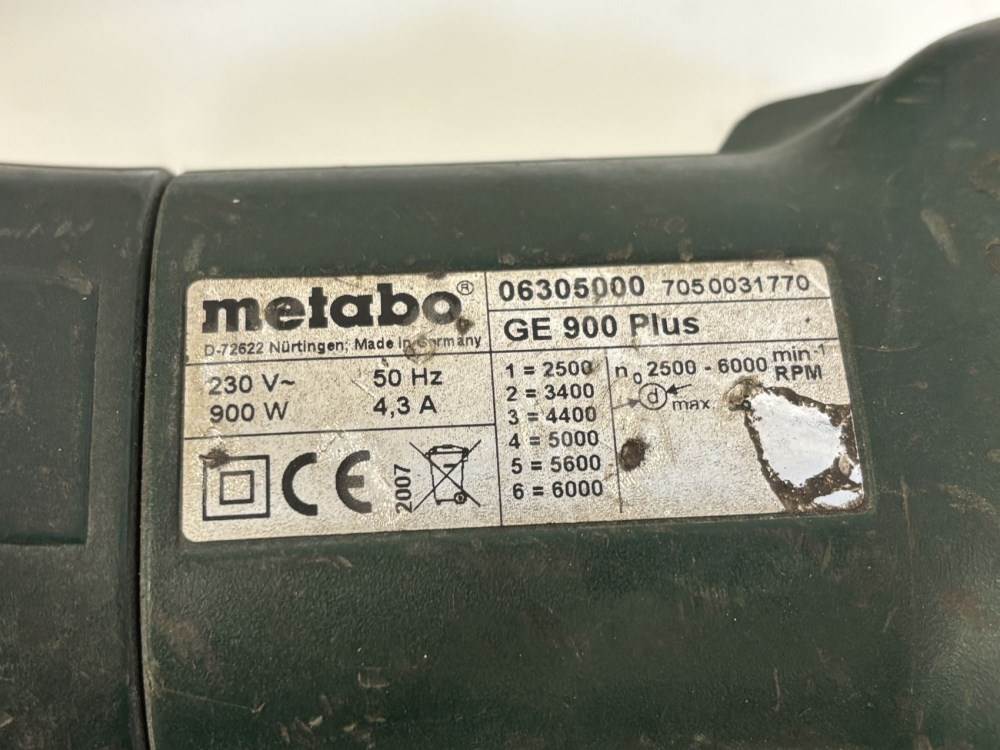 metabo®
D-72622 Nürtingen; Made in Germany
230 V~ 50 Hz
900 W 4,3 A
CE 2007
06305000 7050031770
GE 900 Plus
1 = 2500
2 = 3400
3 = 4400
4 = 5000
5 = 5600
6 = 6000
n₀ 2500 - 6000 min⁻¹
RPM
d max.